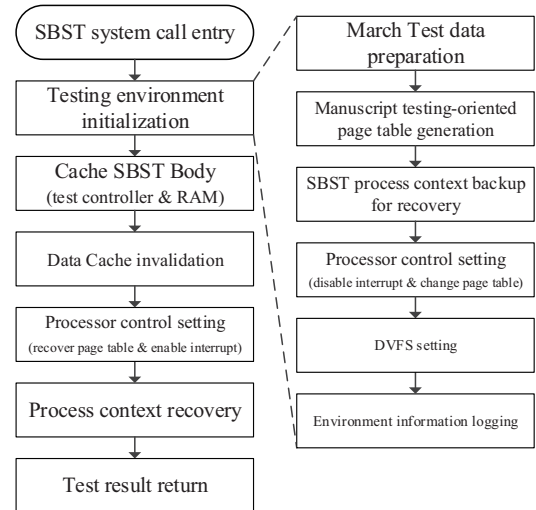 SBST system call entry
Testing environment
initialization
Cache SBST Body
(test controller & RAM)
Data Cache invalidation
Processor control setting
(recover page table & enable interrupt)
Process context recovery
Test result return
March Test data
preparation
Manuscript testing-oriented
page table generation
SBST process context backup
for recovery
Processor control setting
(disable interrupt & change page table)
DVFS setting
Environment information logging